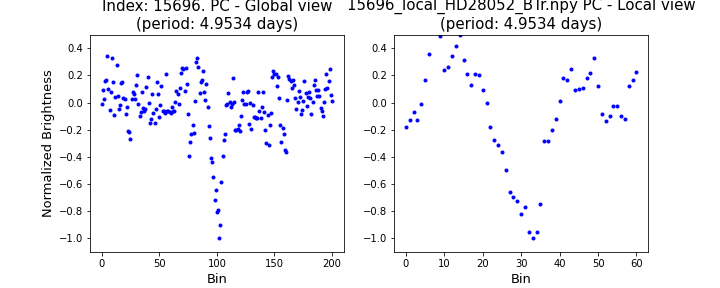 Index: 15696. PC - Global view
(period: 4.9534 days)
15696_local_HD28052_BTr.npy PC - Local view
(period: 4.9534 days)
Normalized Brightness
0.4
0.2
0.0
−0.2
−0.4
−0.6
−0.8
−1.0
0 50 100 150 200
Bin
0.4
0.2
0.0
−0.2
−0.4
−0.6
−0.8
−1.0
0 10 20 30 40 50 60
Bin